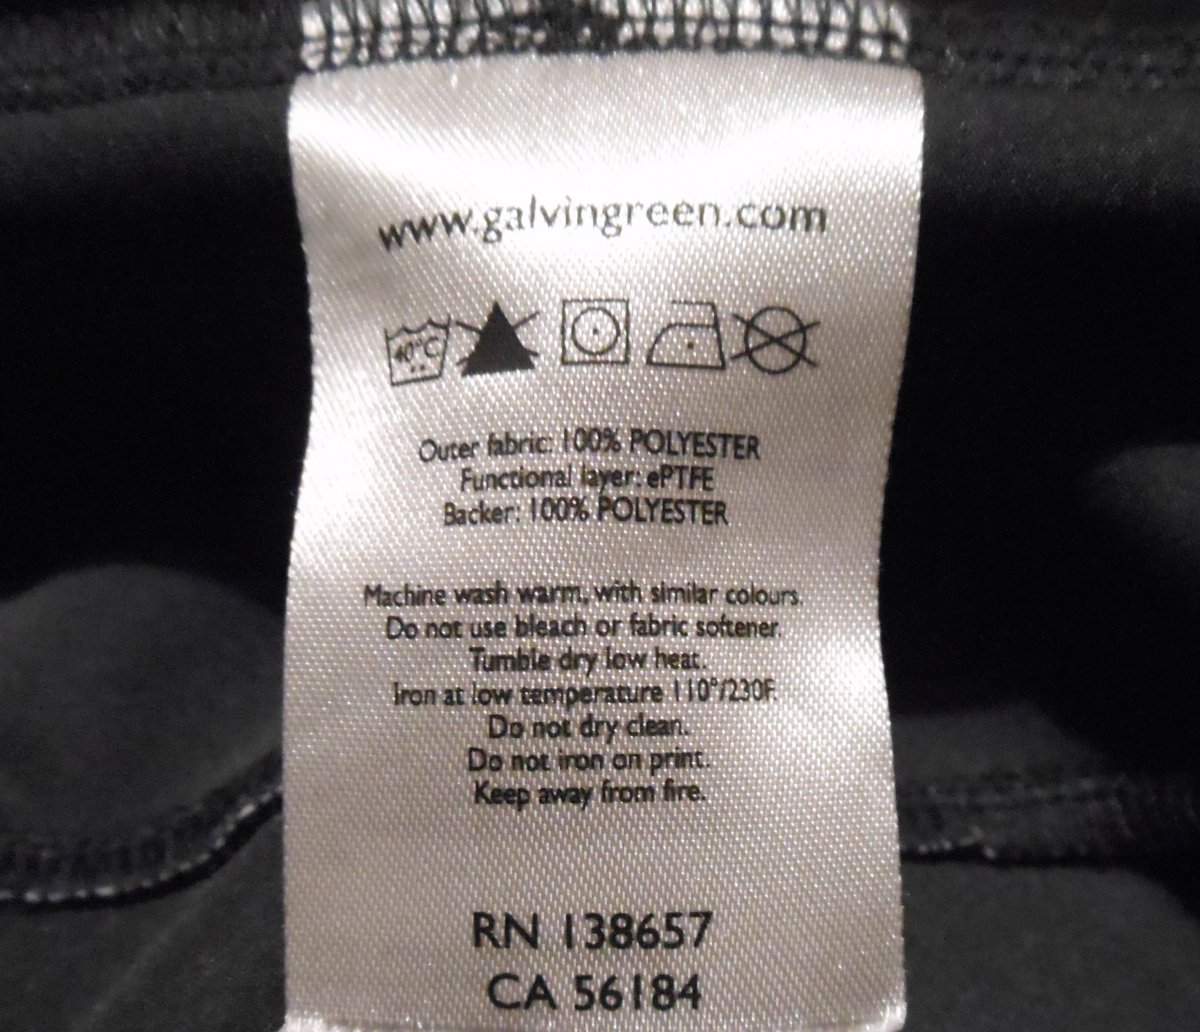 www.galvingreen.com
40°C
Outer fabric: 100% POLYESTER
Functional layer: ePTFE
Backer: 100% POLYESTER
Machine wash warm, with similar colours.
Do not use bleach or fabric softener.
Tumble dry low heat.
Iron at low temperature 110°/230F.
Do not dry clean.
Do not iron on print.
Keep away from fire.
RN 138657
CA 56184